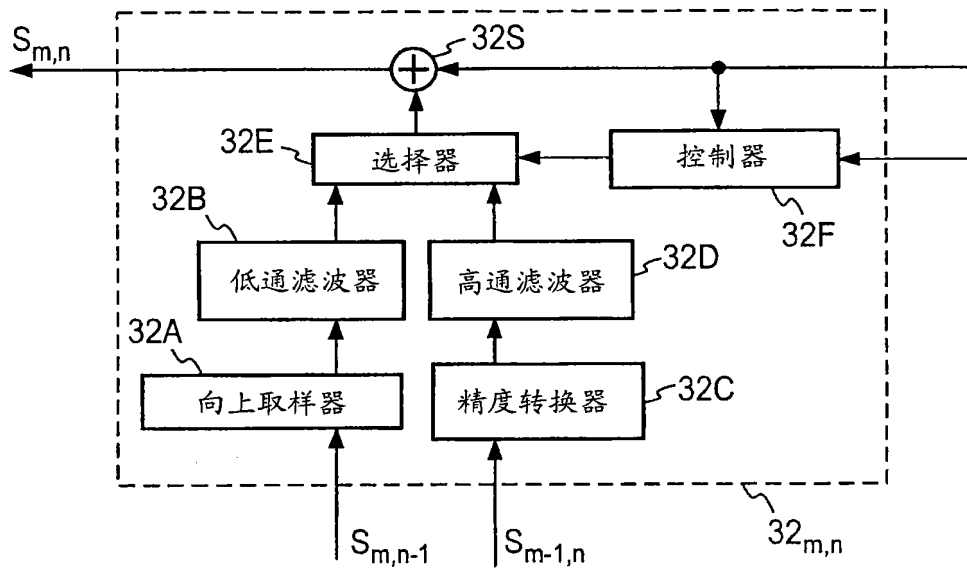 S_{m,n}
32S
32E
选择器
控制器
32F
32B
低通滤波器
高通滤波器
32D
32A
向上取样器
精度转换器
32C
S_{m,n-1}
S_{m-1,n}
32_{m,n}